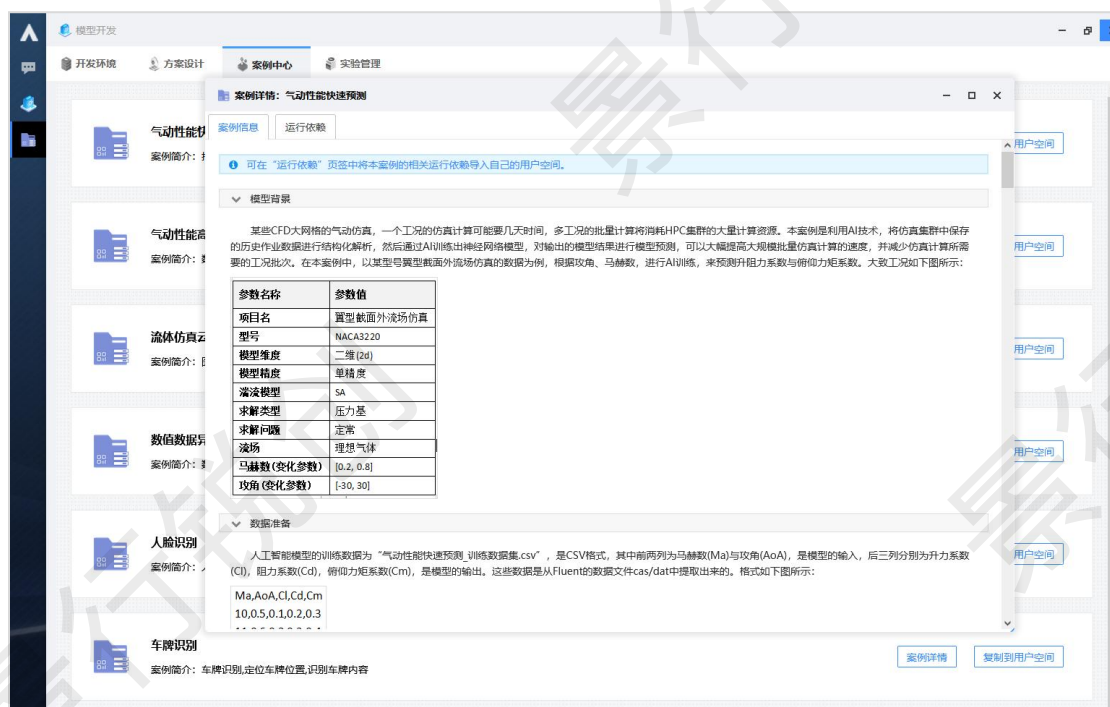 模型开发
开发环境 方案设计 案例中心 实验管理
案例详情:气动性能快速预测
案例信息 运行依赖
可在“运行依赖”页签中将本案例的相关运行依赖导入自己的用户空间。
模型背景
某些CFD大网格的气动仿真,一个工况的仿真计算可能要几天时间,多工况的批量计算将消耗HPC集群的大量计算资源。本案例是利用AI技术,将仿真集群中保存
的历史作业数据进行结构化解析,然后通过AI训练出神经网络模型,对输出的模型结果进行模型预测,可以大幅提高大规模批量仿真计算的速度,并减少仿真计算所需
要的工况批次。在本案例中,以某型号翼型截面外流场仿真的数据为例,根据攻角、马赫数,进行AI训练,来预测升阻力系数与俯仰力矩系数。大致工况如下图所示:
参数名称 参数值
项目名 翼型截面外流场仿真
型号 NACA3220
模型维度 二维(2d)
模型精度 单精度
湍流模型 SA
求解类型 压力基
求解问题 定常
流场 理想气体
马赫数(变化参数) [0.2, 0.8]
攻角(变化参数) [-30, 30]
数据准备
人工智能模型的训练数据为“气动性能快速预测_训练数据集.csv”,是CSV格式,其中前两列为马赫数(Ma)与攻角(AoA),是模型的输入,后三列分别为升力系数
(Cl),阻力系数(Cd),俯仰力矩系数(Cm),是模型的输出。这些数据是从Fluent的数据文件cas/dat中提取出来的。格式如下图所示:
Ma,AoA,Cl,Cd,Cm
10,0.5,0.1,0.2,0.3
气动性能快
案例简介:
用户空间
气动性能高
案例简介:
用户空间
流体仿真云
案例简介:
用户空间
数值数据异
案例简介:
用户空间
人脸识别
案例简介:
用户空间
车牌识别
案例简介:车牌识别,定位车牌位置,识别车牌内容
案例详情 复制到用户空间
景行锐创
景行